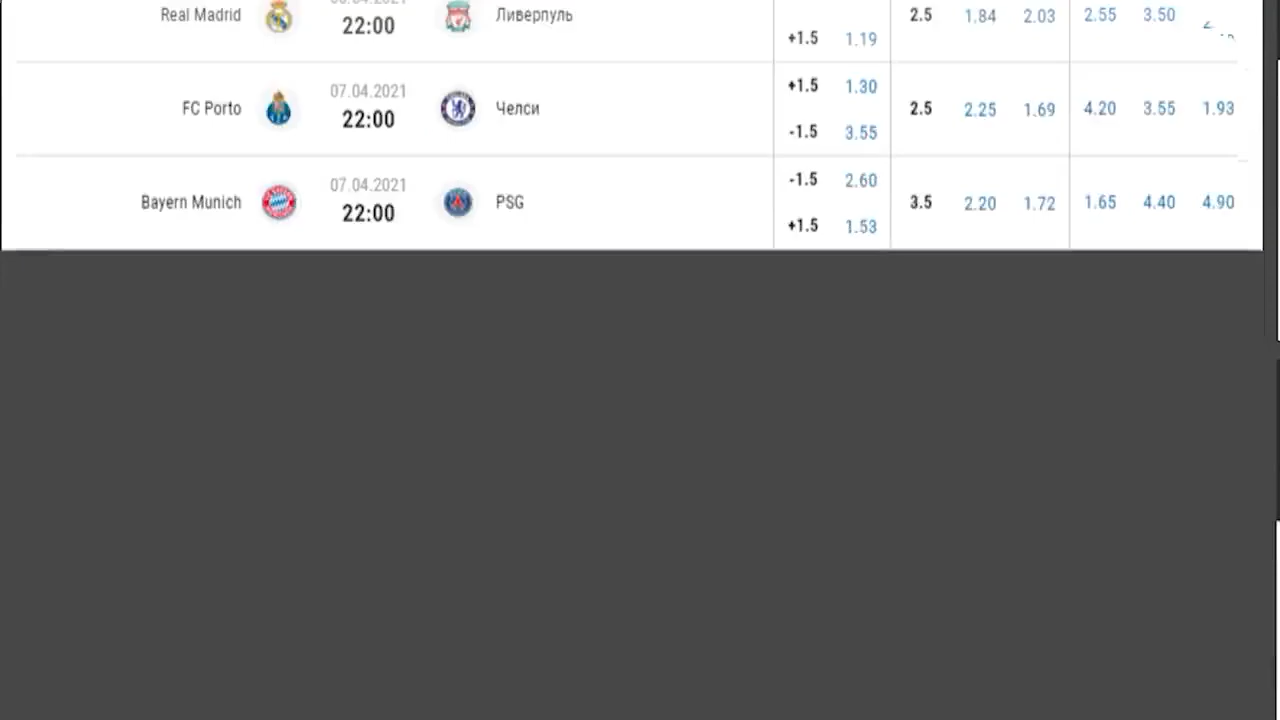 Real Madrid 22:00 Ливерпуль 2.5 1.84 2.03 2.55 3.50
+1.5 1.19
07.04.2021 +1.5 1.30
FC Porto 22:00 Челси 2.5 2.25 1.69 4.20 3.55 1.93
-1.5 3.55
07.04.2021 -1.5 2.60
Bayern Munich 22:00 PSG 3.5 2.20 1.72 1.65 4.40 4.90
+1.5 1.53